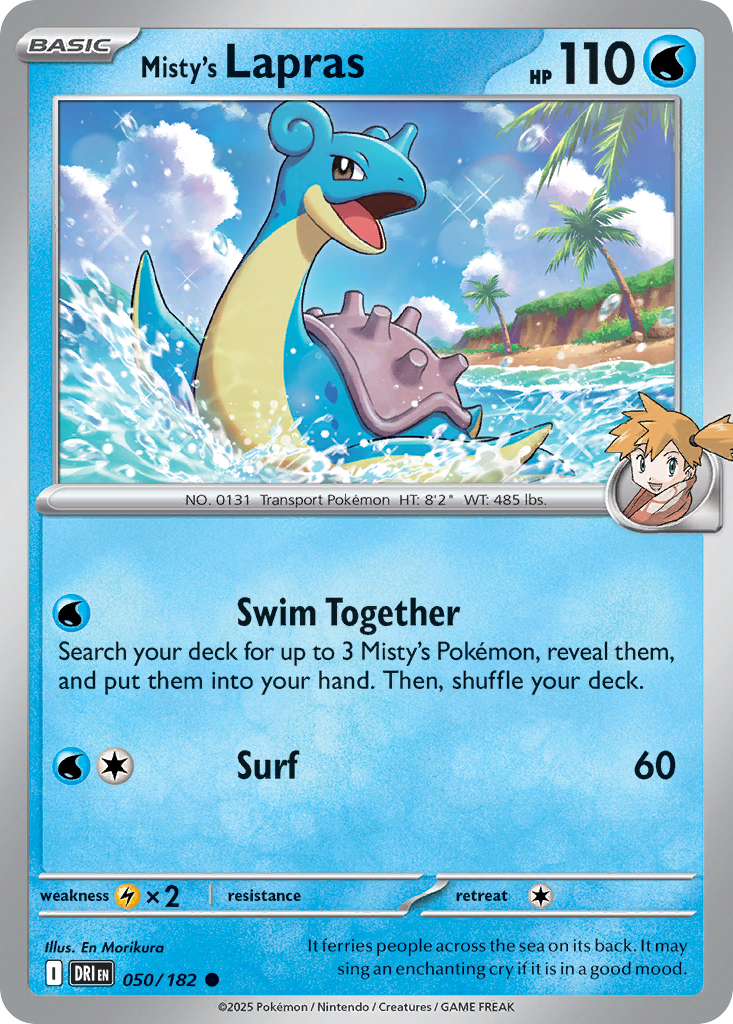 BASIC
Misty's Lapras HP 110
NO. 0131 Transport Pokémon HT: 8'2" WT: 485 lbs.
Swim Together
Search your deck for up to 3 Misty's Pokémon, reveal them,
and put them into your hand. Then, shuffle your deck.
Surf 60
weakness ×2 resistance retreat
Illus. En Morikura
It ferries people across the sea on its back. It may
sing an enchanting cry if it is in a good mood.
I DRI EN 050/182
©2025 Pokémon / Nintendo / Creatures / GAME FREAK